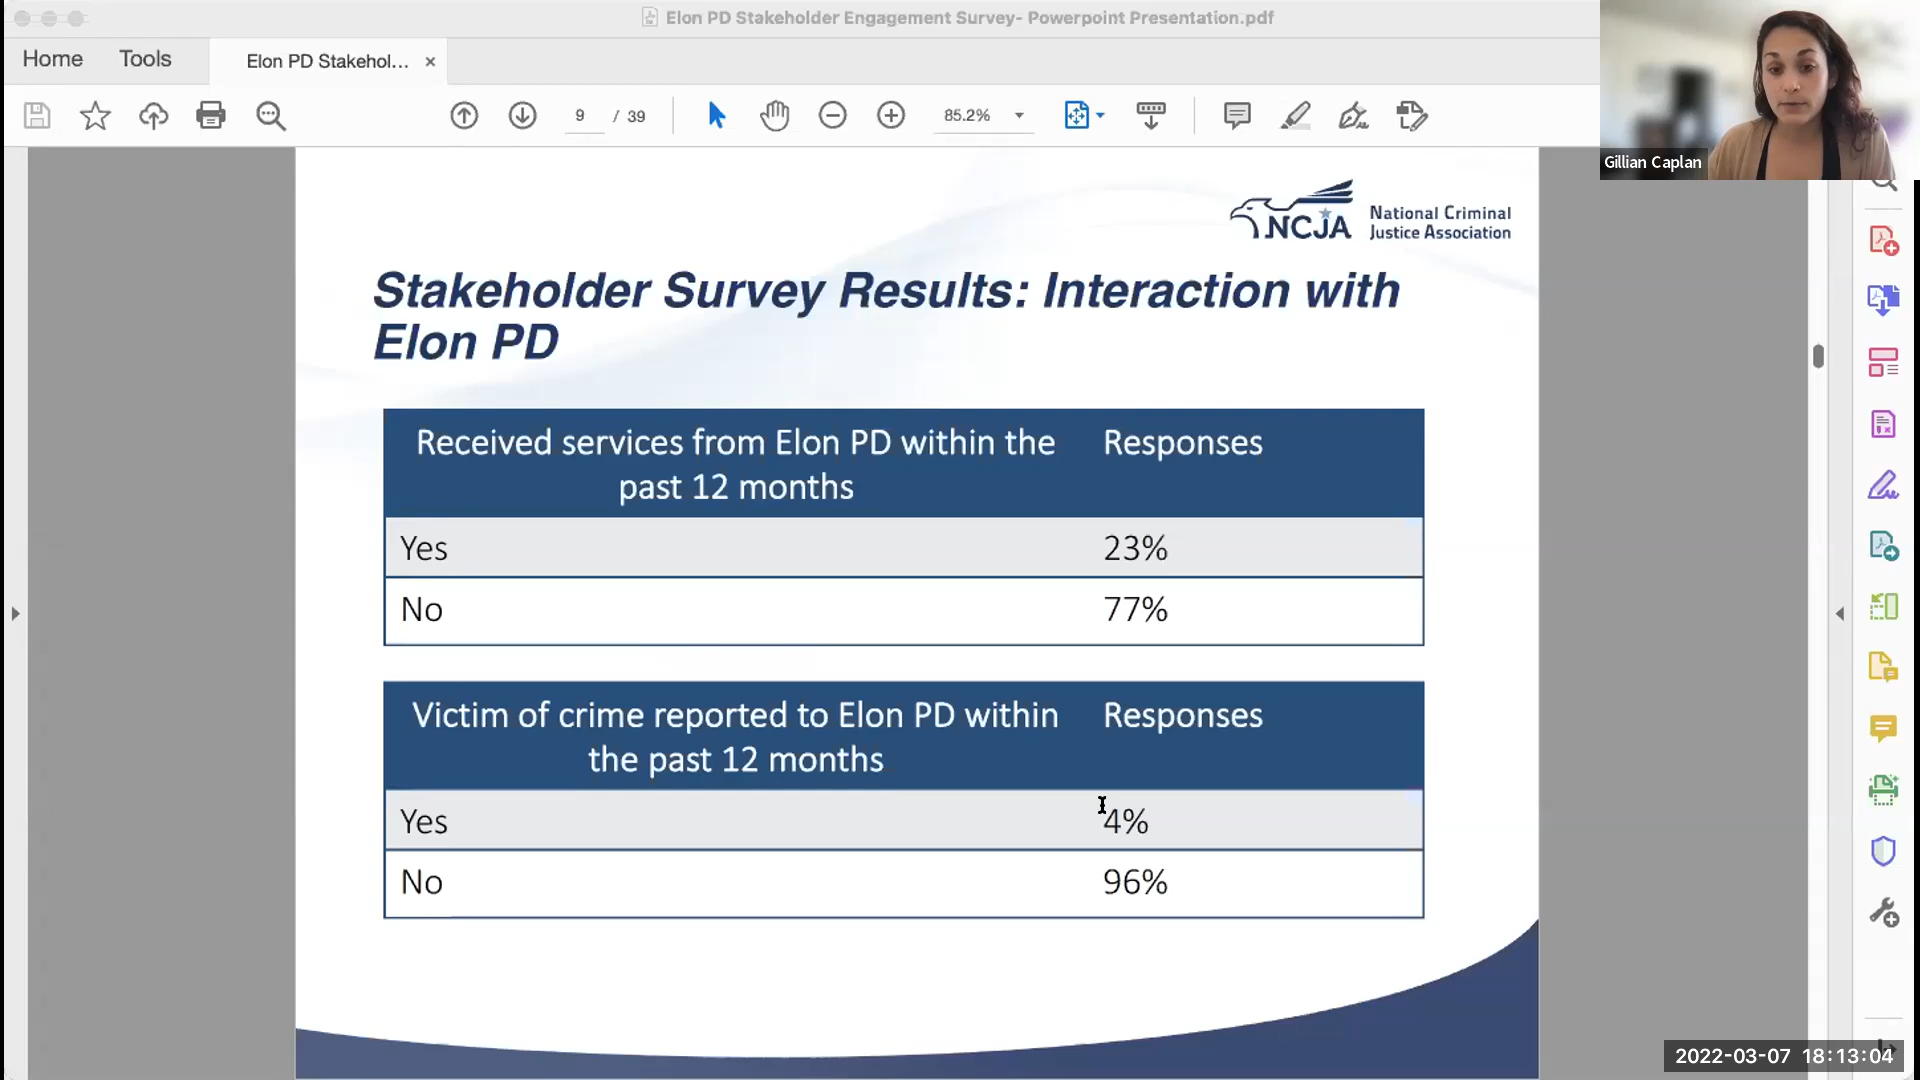 Elon PD Stakeholder Engagement Survey- Powerpoint Presentation.pdf
Home
Tools
Elon PD Stakehol...
9 / 39
85.2%
Gillian Caplan
NCJA
National Criminal
Justice Association
Stakeholder Survey Results: Interaction with
Elon PD
Received services from Elon PD within the
past 12 months
Responses
Yes
23%
No
77%
Victim of crime reported to Elon PD within
the past 12 months
Responses
Yes
4%
No
96%
2022-03-07 18:13:04